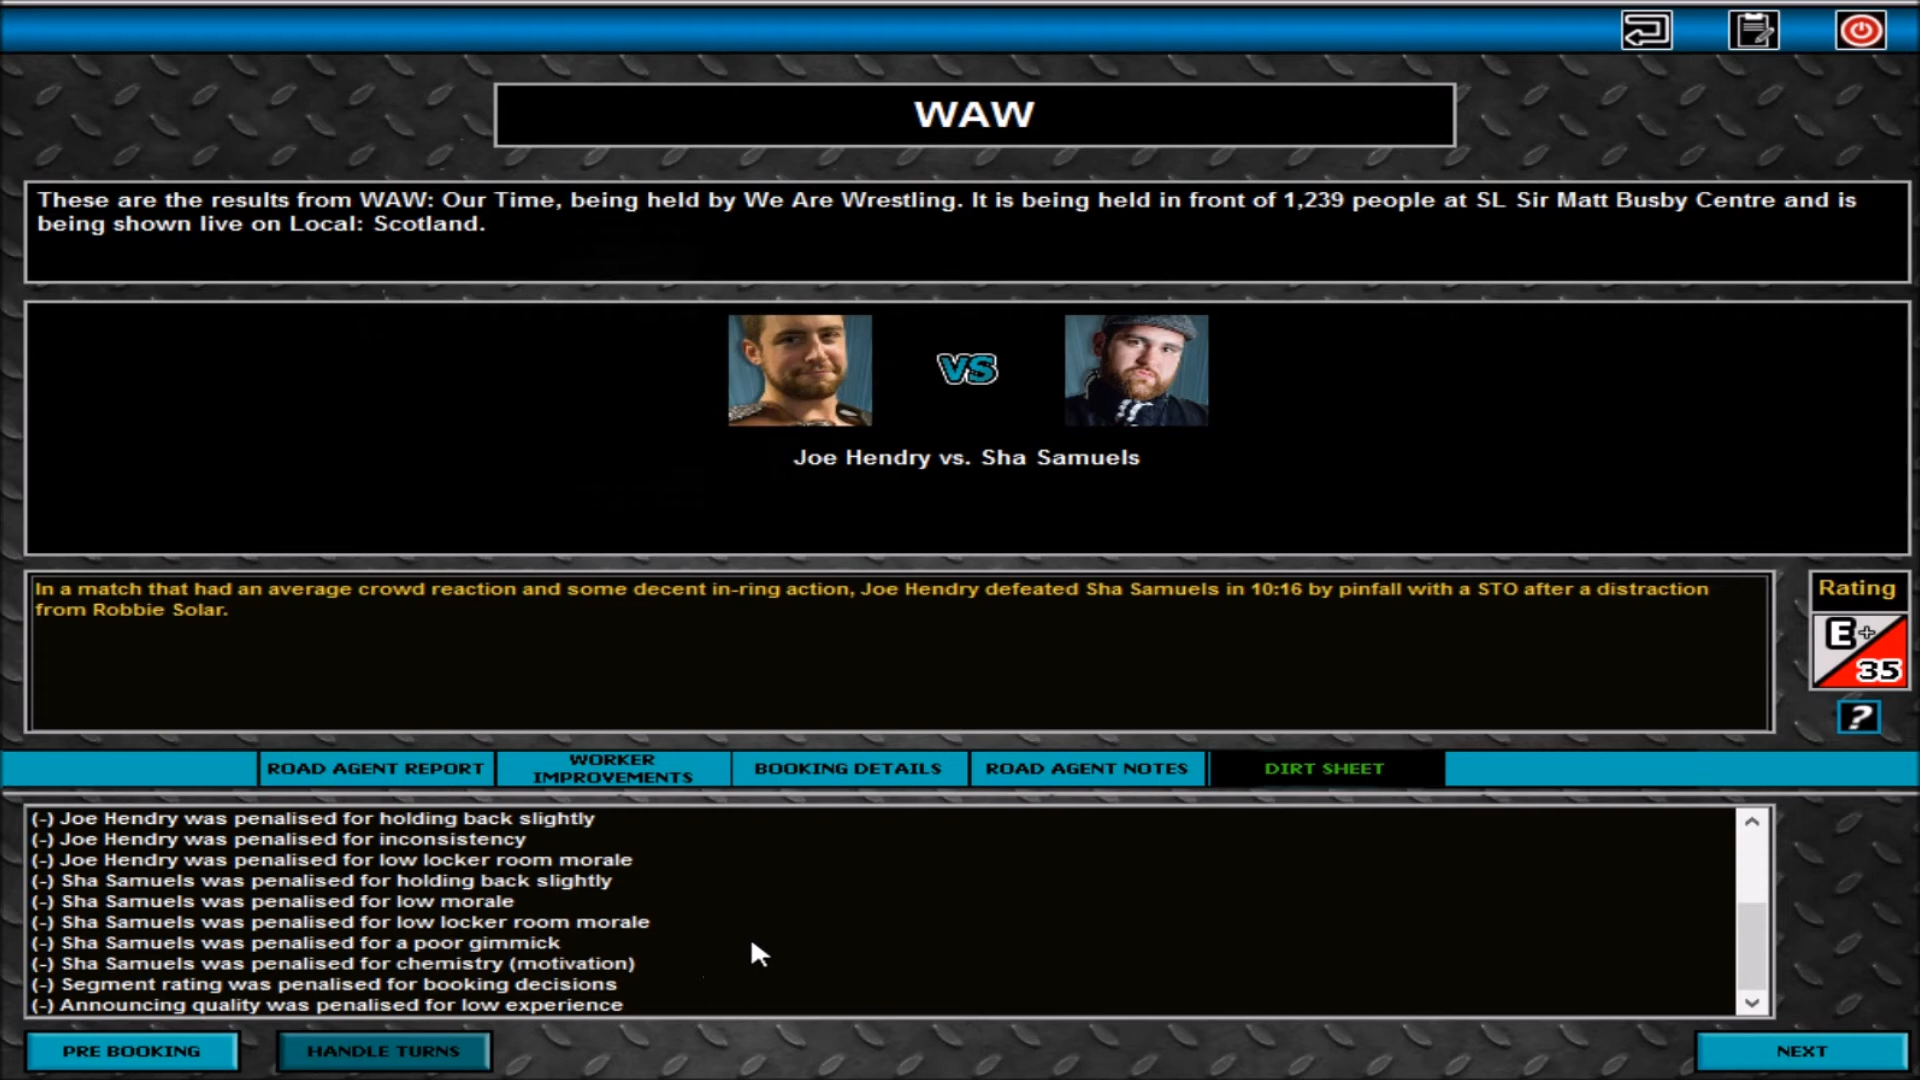 WAW
These are the results from WAW: Our Time, being held by We Are Wrestling. It is being held in front of 1,239 people at SL Sir Matt Busby Centre and is
being shown live on Local: Scotland.
VS
Joe Hendry vs. Sha Samuels
In a match that had an average crowd reaction and some decent in-ring action, Joe Hendry defeated Sha Samuels in 10:16 by pinfall with a STO after a distraction
from Robbie Solar.
Rating
E+
35
?
ROAD AGENT REPORT
WORKER
IMPROVEMENTS
BOOKING DETAILS
ROAD AGENT NOTES
DIRT SHEET
(-) Joe Hendry was penalised for holding back slightly
(-) Joe Hendry was penalised for inconsistency
(-) Joe Hendry was penalised for low locker room morale
(-) Sha Samuels was penalised for holding back slightly
(-) Sha Samuels was penalised for low morale
(-) Sha Samuels was penalised for low locker room morale
(-) Sha Samuels was penalised for a poor gimmick
(-) Sha Samuels was penalised for chemistry (motivation)
(-) Segment rating was penalised for booking decisions
(-) Announcing quality was penalised for low experience
PRE BOOKING
HANDLE TURNS
NEXT